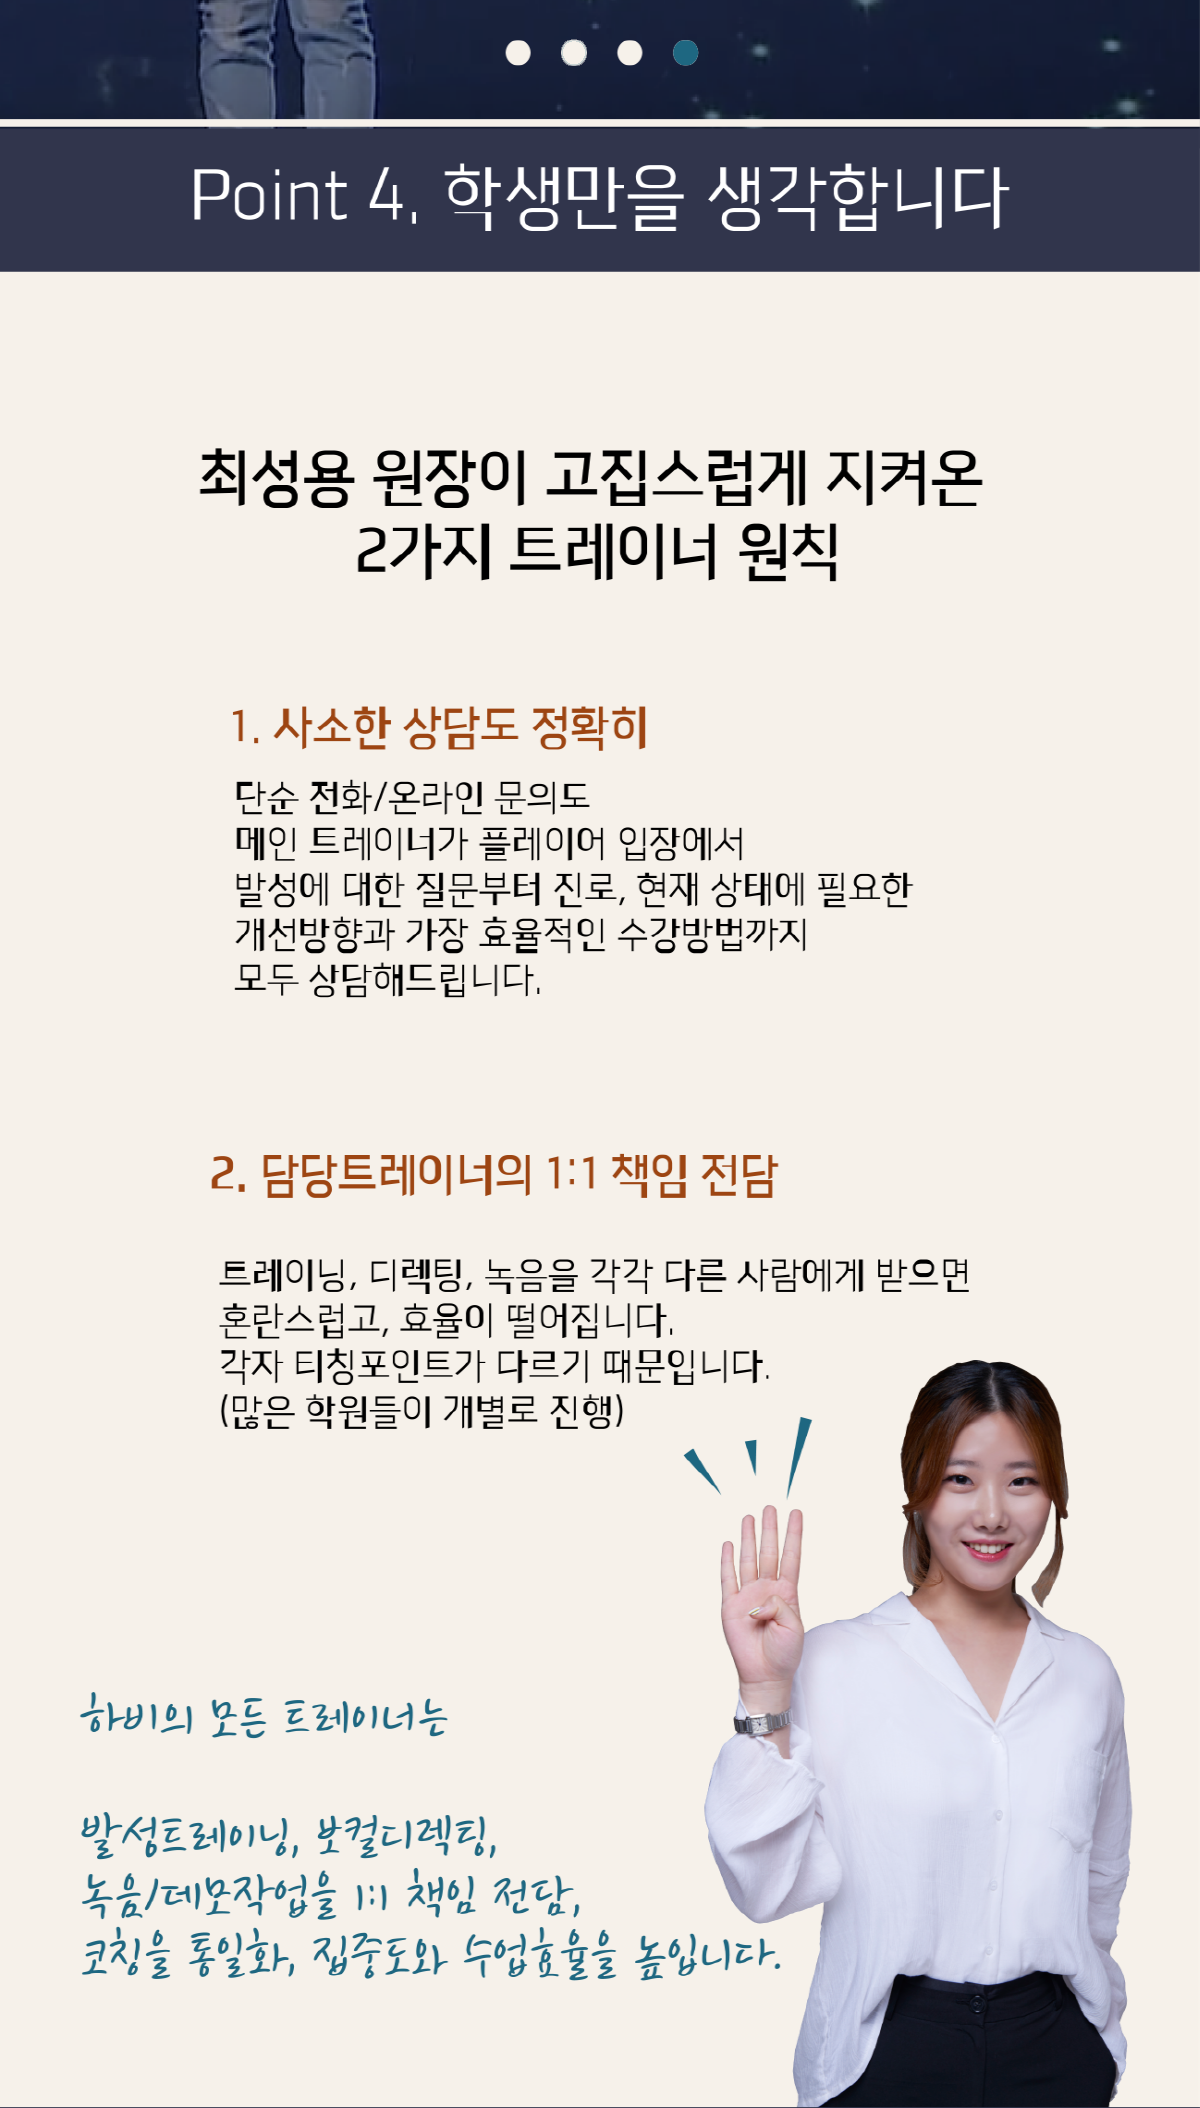 Point 4. 학생만을 생각합니다
최성용 원장이 고집스럽게 지켜온
2가지 트레이너 원칙
1. 사소한 상담도 정확히
단순 전화/온라인 문의도
메인 트레이너가 플레이어 입장에서
발성에 대한 질문부터 진로, 현재 상태에 필요한
개선방향과 가장 효율적인 수강방법까지
모두 상담해드립니다.
2. 담당트레이너의 1:1 책임 전담
트레이닝, 디렉팅, 녹음을 각각 다른 사람에게 받으면
혼란스럽고, 효율이 떨어집니다.
각자 티칭포인트가 다르기 때문입니다.
(많은 학원들이 개별로 진행)
하비의 모든 트레이너는
발성트레이닝, 보컬디렉팅,
녹음/데모작업을 1:1 책임 전담,
코칭을 통일화, 집중도와 수업효율을 높입니다.